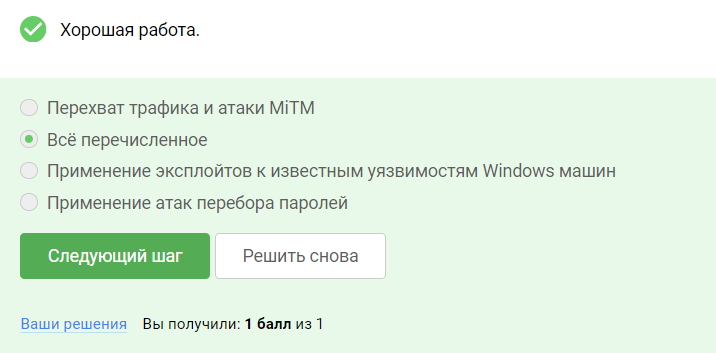 Хорошая работа.
Перехват трафика и атаки MiTM
Всё перечисленное
Применение эксплойтов к известным уязвимостям Windows машин
Применение атак перебора паролей
Следующий шаг Решить снова
Ваши решения Вы получили: 1 балл из 1